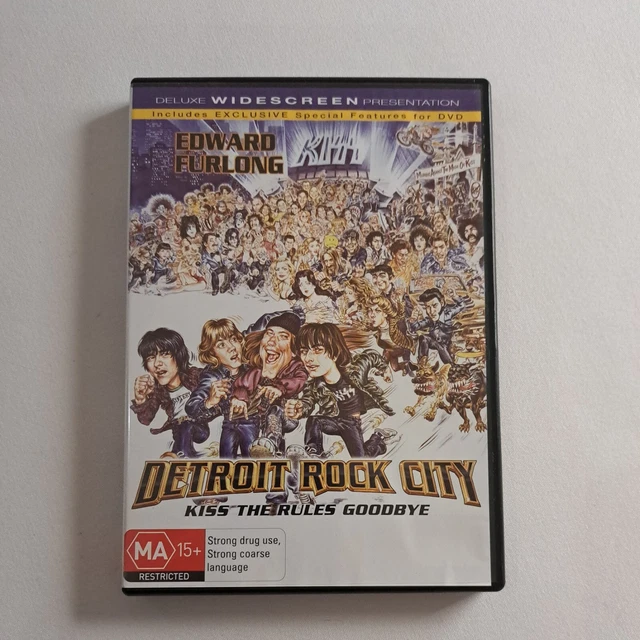 DELUXE WIDESCREEN PRESENTATION
Includes EXCLUSIVE Special Features for DVD
EDWARD
FURLONG
KISS
DETROIT ROCK CITY
KISS THE RULES GOODBYE
MA 15+
RESTRICTED
Strong drug use,
Strong coarse
language